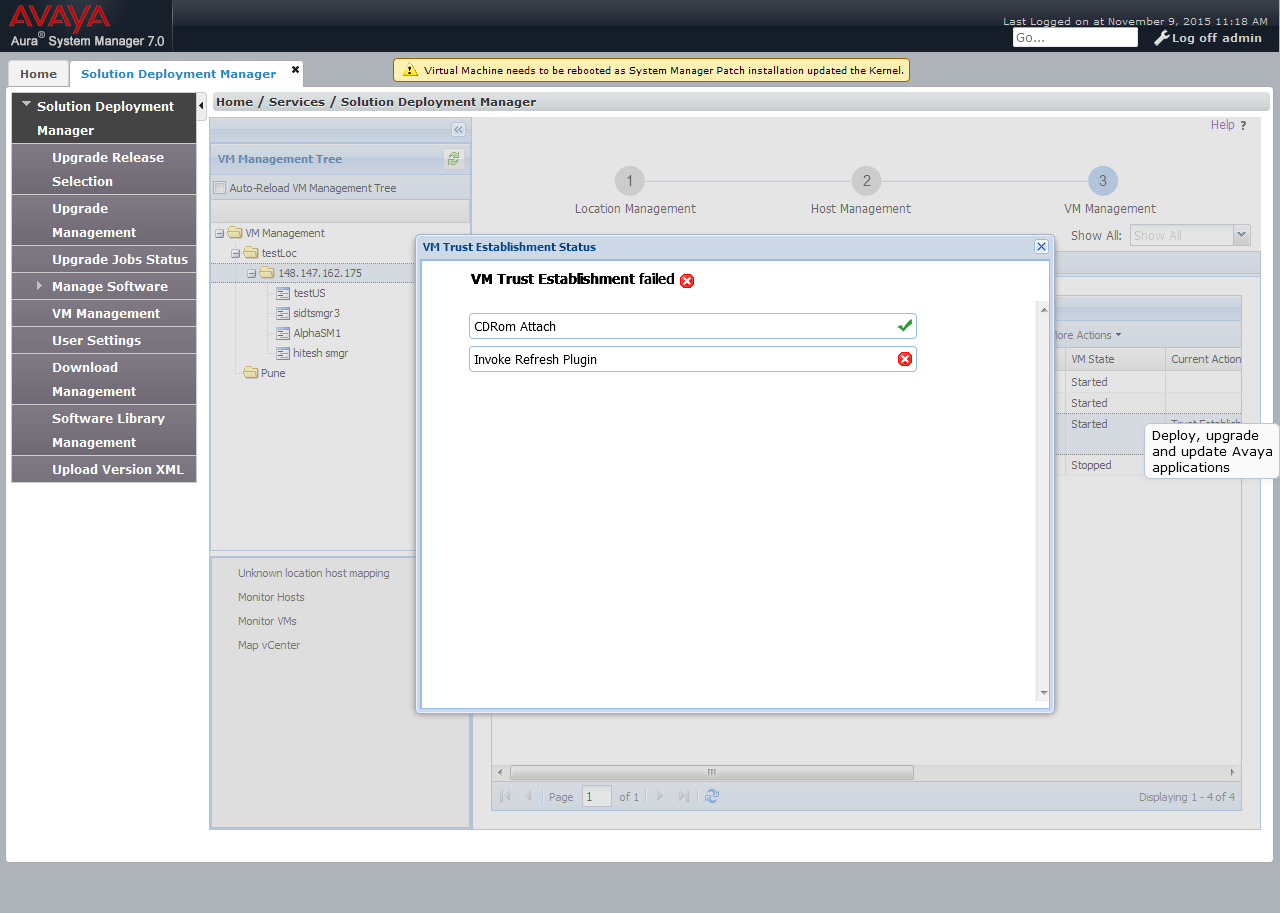 AVAYA
Aura® System Manager 7.0
Last Logged on at November 9, 2015 11:18 AM
Go...
Log off admin
Home
Solution Deployment Manager
Virtual Machine needs to be rebooted as System Manager Patch installation updated the Kernel.
Solution Deployment
Manager
Upgrade Release
Selection
Upgrade
Management
Upgrade Jobs Status
Manage Software
VM Management
User Settings
Download
Management
Software Library
Management
Upload Version XML
Home / Services / Solution Deployment Manager
Help ?
VM Management Tree
Auto-Reload VM Management Tree
VM Management
testLoc
148.147.162.175
testUS
sidtsmgr3
AlphaSM1
hitesh smgr
Pune
Unknown location host mapping
Monitor Hosts
Monitor VMs
Map vCenter
1
2
3
Location Management
Host Management
VM Management
Show All:
Show All
VM Trust Establishment Status
VM Trust Establishment failed
CDRom Attach
Invoke Refresh Plugin
More Actions
VM State
Current Action
Started
Started
Started
Trust Establish
Stopped
Deploy, upgrade
and update Avaya
applications
Page
1
of 1
Displaying 1 - 4 of 4